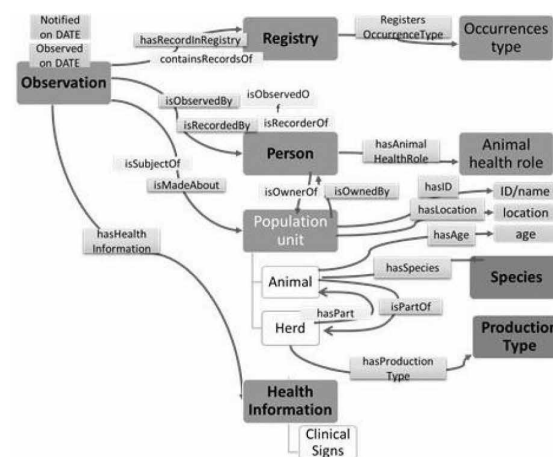 Notified
on DATE
Observed
on DATE
Observation
hasRecordInRegistry
containsRecordsOf
Registry
Registers
OccurrenceType
Occurrences
type
isObservedBy
isObservedO
f
isRecordedBy
isRecorderOf
Person
hasAnimal
HealthRole
Animal
health role
isSubjectOf
isMadeAbout
isOwnerOf
isOwnedBy
hasID
ID/name
Population
unit
hasLocation
location
hasHealth
Information
hasAge
age
Animal
hasSpecies
Species
Herd
hasPart
isPartOf
Production
Type
hasProduction
Type
Health
Information
Clinical
Signs